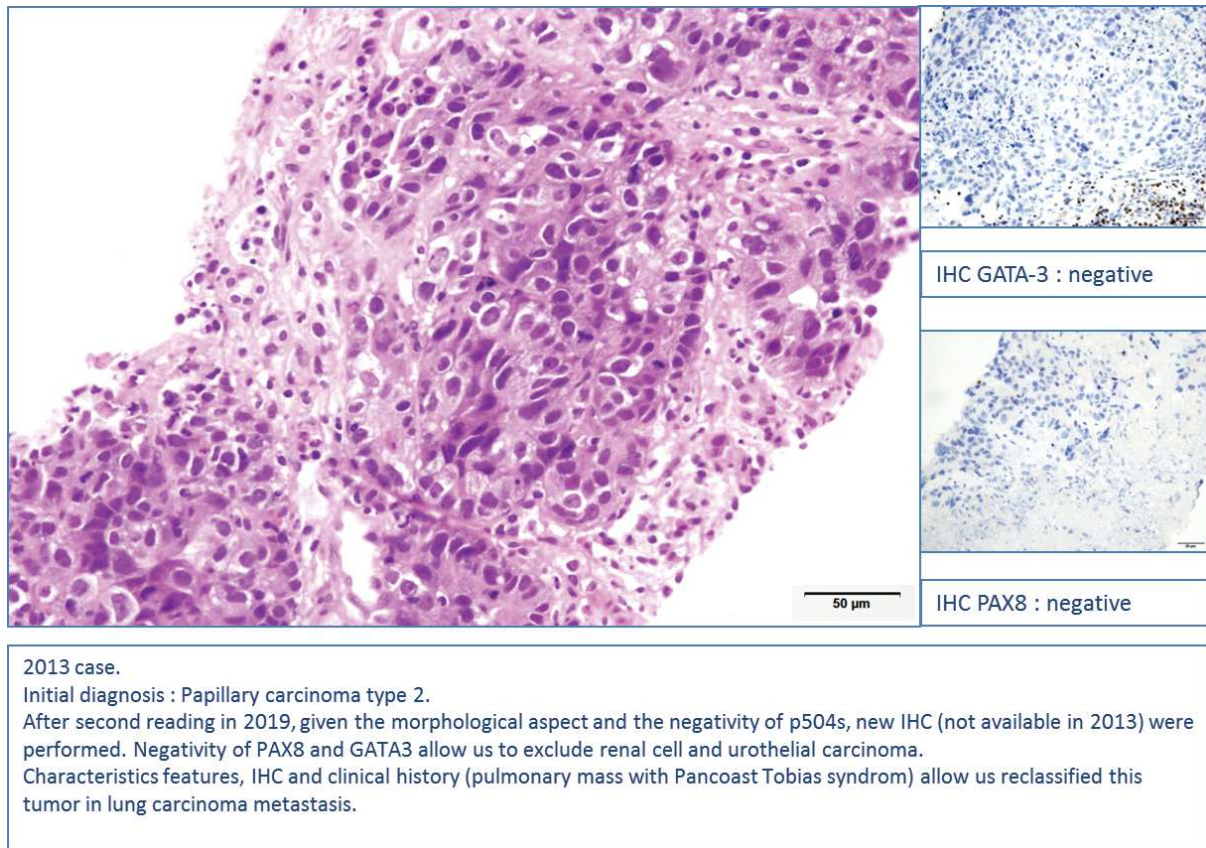 IHC GATA-3 : negative
50 µm
IHC PAX8 : negative
2013 case.
Initial diagnosis : Papillary carcinoma type 2.
After second reading in 2019, given the morphological aspect and the negativity of p504s, new IHC (not available in 2013) were
performed. Negativity of PAX8 and GATA3 allow us to exclude renal cell and urothelial carcinoma.
Characteristics features, IHC and clinical history (pulmonary mass with Pancoast Tobias syndrom) allow us reclassified this
tumor in lung carcinoma metastasis.